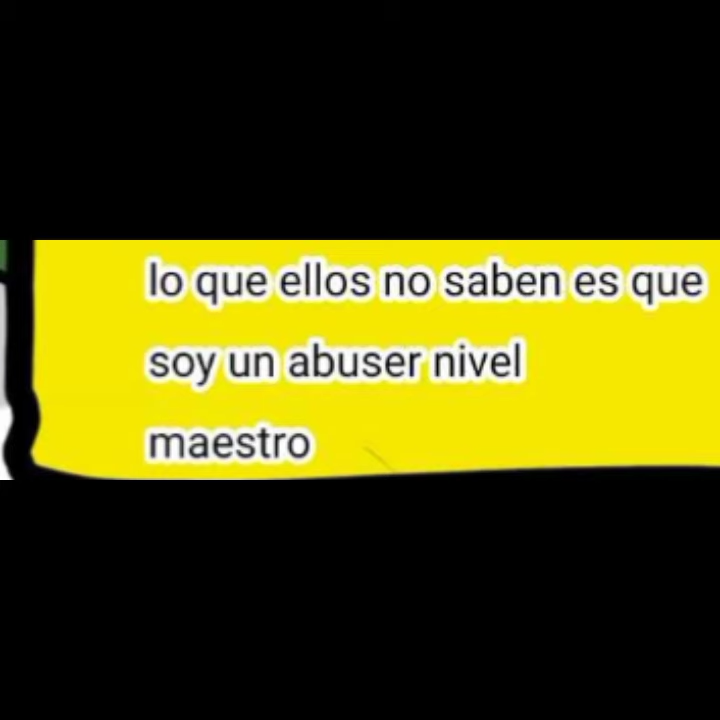 lo que ellos no saben es que
soy un abuser nivel
maestro